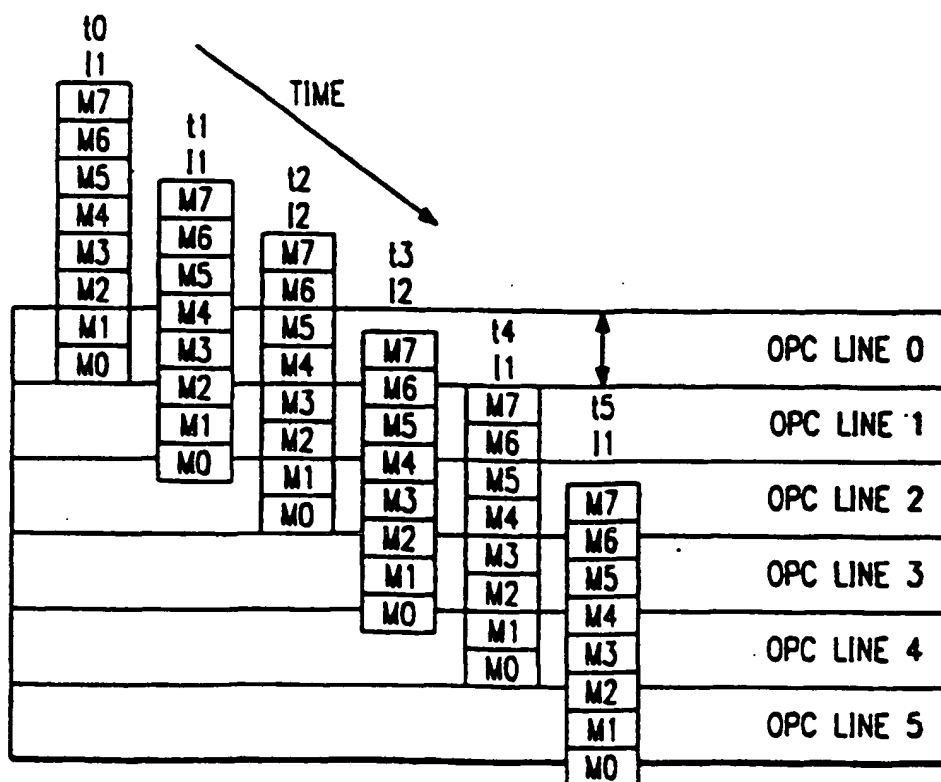 t0
I1
M7
M6
M5
M4
M3
M2
M1
M0
TIME
t1
I1
M7
M6
M5
M4
M3
M2
M1
M0
t2
I2
M7
M6
M5
M4
M3
M2
M1
M0
t3
I2
M7
M6
M5
M4
M3
M2
M1
M0
t4
I1
M7
M6
M5
M4
M3
M2
M1
M0
t5
I1
M7
M6
M5
M4
M3
M2
M1
M0
OPC LINE 0
OPC LINE 1
OPC LINE 2
OPC LINE 3
OPC LINE 4
OPC LINE 5